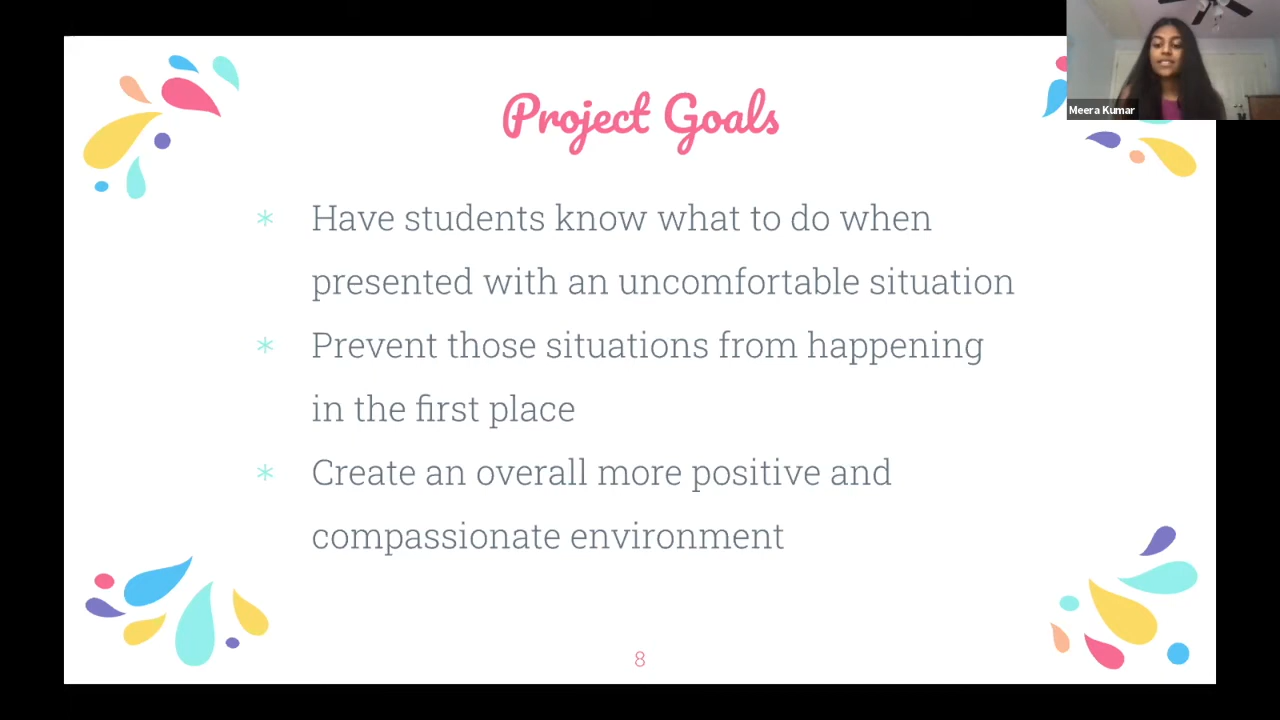 Project Goals
Meera Kumar
* Have students know what to do when
presented with an uncomfortable situation
* Prevent those situations from happening
in the first place
* Create an overall more positive and
compassionate environment
8